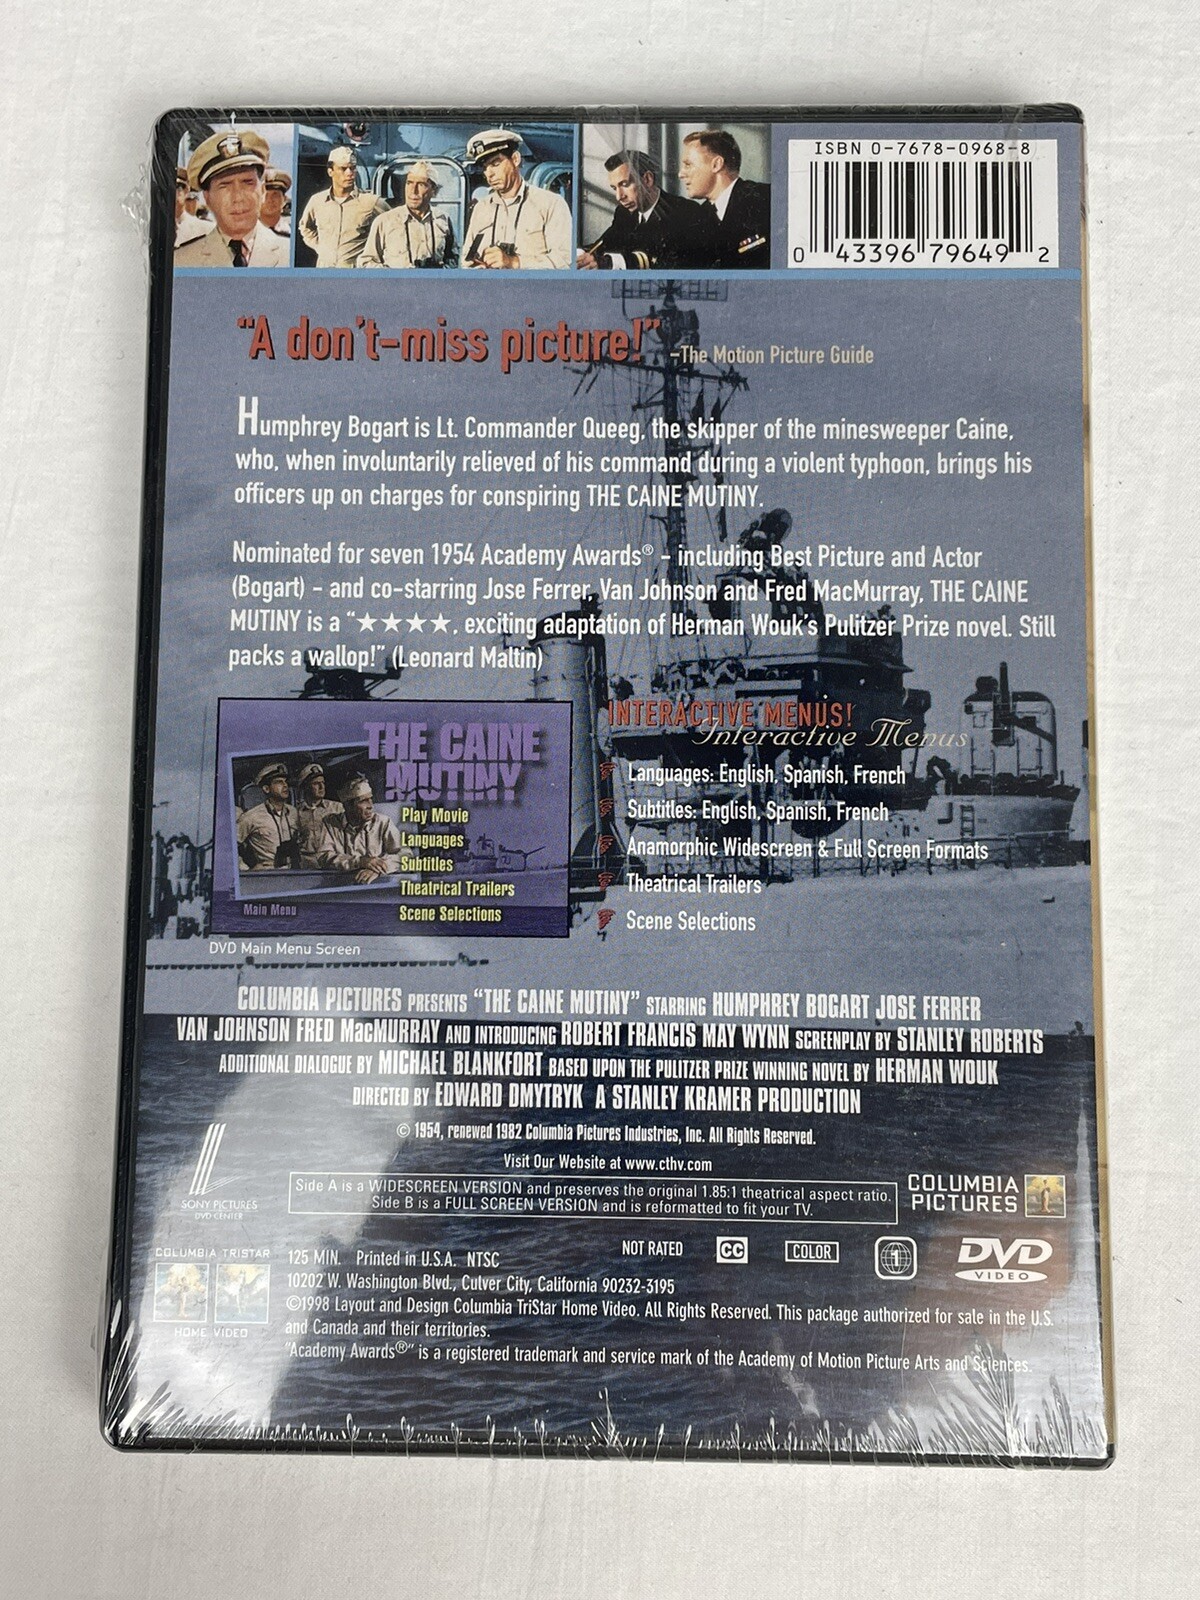 ISBN 0-7678-0968-8
0 43396 79649 2
"A don't-miss picture!" –The Motion Picture Guide
Humphrey Bogart is Lt. Commander Queeg, the skipper of the minesweeper Caine,
who, when involuntarily relieved of his command during a violent typhoon, brings his
officers up on charges for conspiring THE CAINE MUTINY.
Nominated for seven 1954 Academy Awards® – including Best Picture and Actor
(Bogart) – and co-starring Jose Ferrer, Van Johnson and Fred MacMurray, THE CAINE
MUTINY is a "★★★★, exciting adaptation of Herman Wouk's Pulitzer Prize novel. Still
packs a wallop!" (Leonard Maltin)
THE CAINE
MUTINY
Play Movie
Languages
Subtitles
Theatrical Trailers
Scene Selections
Main Menu
DVD Main Menu Screen
INTERACTIVE MENUS!
Interactive Menus
Languages: English, Spanish, French
Subtitles: English, Spanish, French
Anamorphic Widescreen & Full Screen Formats
Theatrical Trailers
Scene Selections
COLUMBIA PICTURES PRESENTS "THE CAINE MUTINY" STARRING HUMPHREY BOGART JOSE FERRER
VAN JOHNSON FRED MacMURRAY AND INTRODUCING ROBERT FRANCIS MAY WYNN SCREENPLAY BY STANLEY ROBERTS
ADDITIONAL DIALOGUE BY MICHAEL BLANKFORT BASED UPON THE PULITZER PRIZE WINNING NOVEL BY HERMAN WOUK
DIRECTED BY EDWARD DMYTRYK A STANLEY KRAMER PRODUCTION
© 1954, renewed 1982 Columbia Pictures Industries, Inc. All Rights Reserved.
Visit Our Website at www.cthv.com
SONY PICTURES
DVD CENTER
Side A is a WIDESCREEN VERSION and preserves the original 1.85:1 theatrical aspect ratio.
Side B is a FULL SCREEN VERSION and is reformatted to fit your TV.
COLUMBIA
PICTURES
COLUMBIA TRISTAR
HOME VIDEO
125 MIN. Printed in U.S.A. NTSC
NOT RATED
CC
COLOR
1
DVD
VIDEO
10202 W. Washington Blvd., Culver City, California 90232-3195
©1998 Layout and Design Columbia TriStar Home Video. All Rights Reserved. This package authorized for sale in the U.S.
and Canada and their territories.
"Academy Awards®" is a registered trademark and service mark of the Academy of Motion Picture Arts and Sciences.